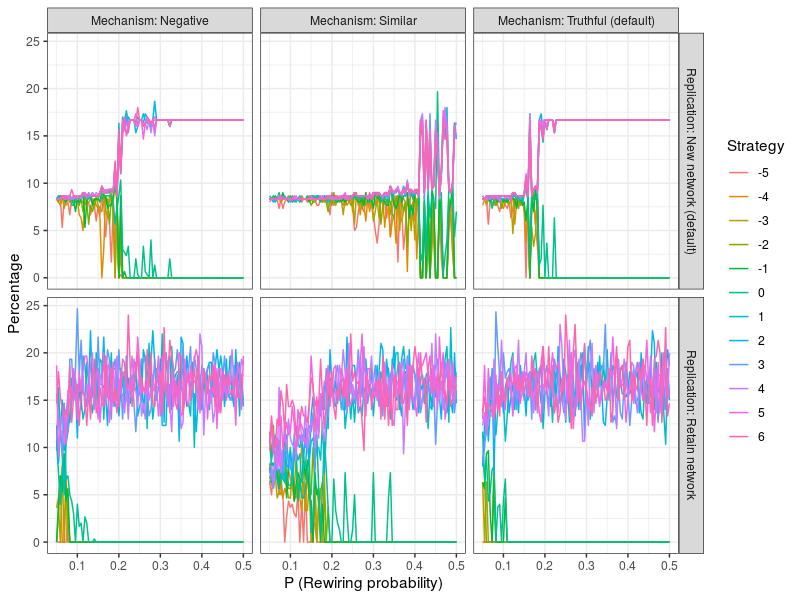 Mechanism: Negative
Mechanism: Similar
Mechanism: Truthful (default)
Replication: New network (default)
Replication: Retain network
Percentage
25
20
15
10
5
0
25
20
15
10
5
0
0.1 0.2 0.3 0.4 0.5
0.1 0.2 0.3 0.4 0.5
0.1 0.2 0.3 0.4 0.5
P (Rewiring probability)
Strategy
-5
-4
-3
-2
-1
0
1
2
3
4
5
6